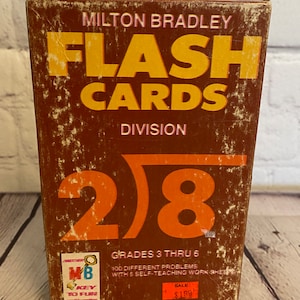 MILTON BRADLEY
FLASH
CARDS
DIVISION
2)8
GRADES 3 THRU 6
100 DIFFERENT PROBLEMS
WITH 5 SELF-TEACHING WORK SHEETS
MB
KEY
TO FUN
SALE